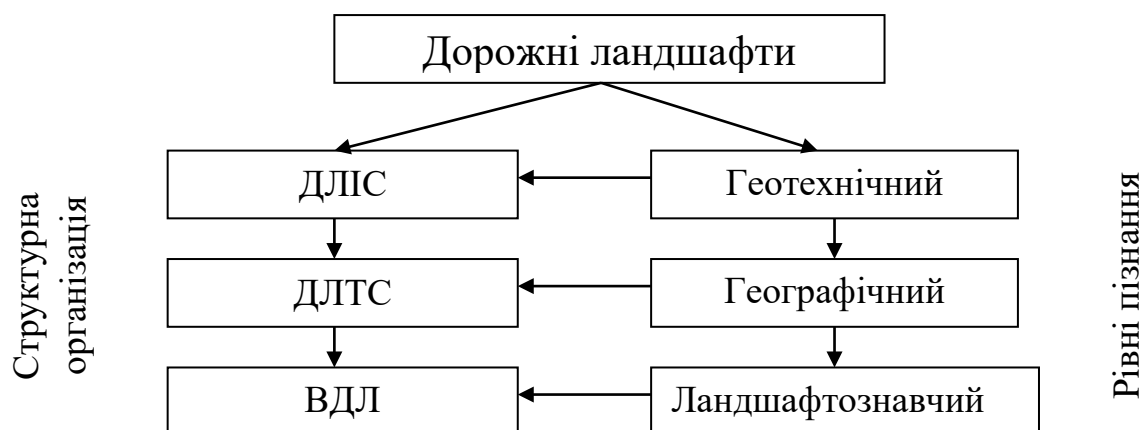 Дорожні ландшафти
Структурна
організація
ДЛІС
Геотехнічний
ДЛТС
Географічний
ВДЛ
Ландшафтознавчий
Рівні пізнання